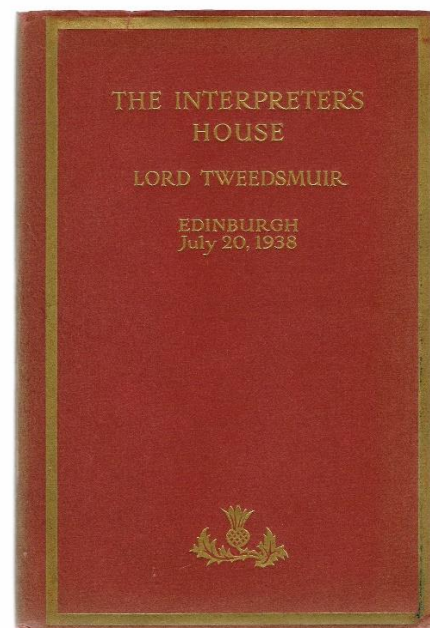 THE INTERPRETER'S
HOUSE
LORD TWEEDSMUIR
EDINBURGH
July 20, 1938